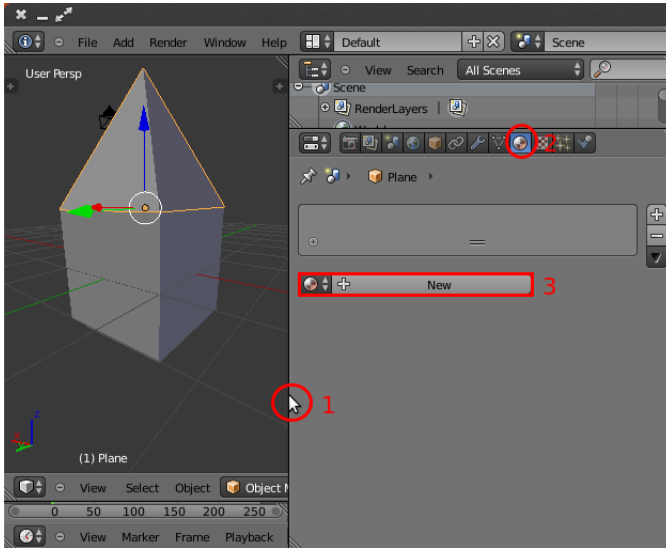 File Add Render Window Help Default Scene
User Persp
View Search All Scenes
Scene
RenderLayers |
2
Plane
New 3
1
z
(1) Plane
View Select Object Object M
0 50 100 150 200 250
View Marker Frame Playback